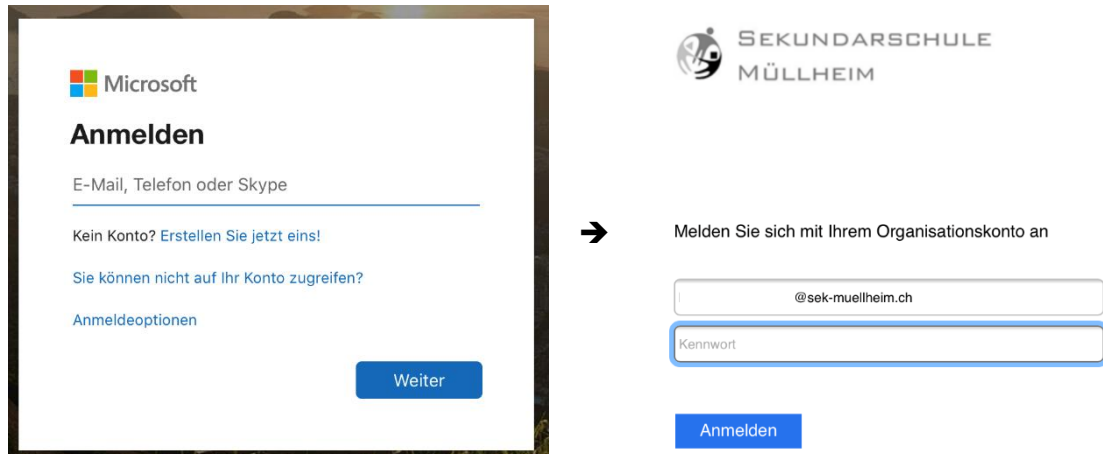 Microsoft
Anmelden
E-Mail, Telefon oder Skype
Kein Konto? Erstellen Sie jetzt eins!
Sie können nicht auf Ihr Konto zugreifen?
Anmeldeoptionen
Weiter
➔
SEKUNDARSCHULE
MÜLLHEIM
Melden Sie sich mit Ihrem Organisationskonto an
@sek-muellheim.ch
Kennwort
Anmelden